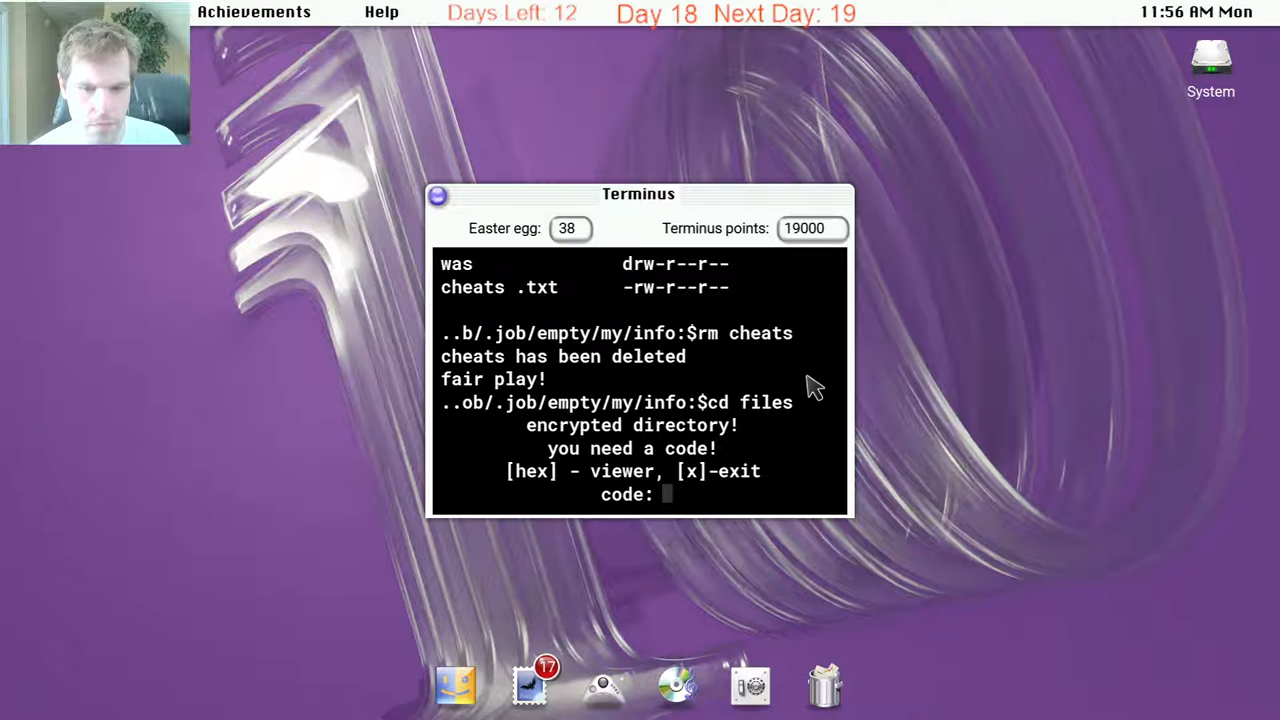 Achievements Help Days Left: 12 Day 18 Next Day: 19 11:56 AM Mon
System
Terminus
Easter egg: 38 Terminus points: 19000
was drw-r--r--
cheats .txt -rw-r--r--
..b/.job/empty/my/info:$rm cheats
cheats has been deleted
fair play!
..ob/.job/empty/my/info:$cd files
encrypted directory!
you need a code!
[hex] - viewer, [x]-exit
code:
17